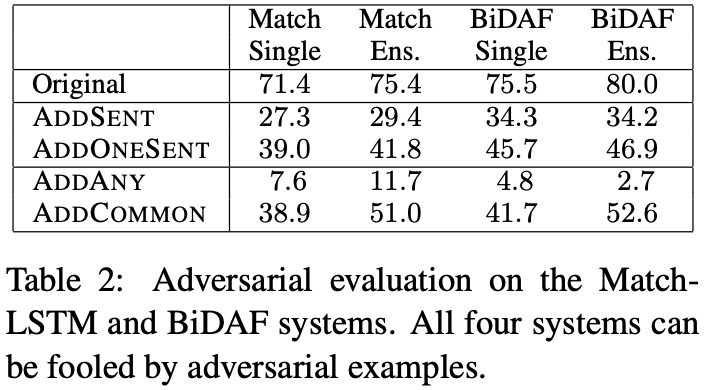 Match Match BiDAF BiDAF
Single Ens. Single Ens.
Original 71.4 75.4 75.5 80.0
ADDSENT 27.3 29.4 34.3 34.2
ADDONESENT 39.0 41.8 45.7 46.9
ADDANY 7.6 11.7 4.8 2.7
ADDCOMMON 38.9 51.0 41.7 52.6
Table 2: Adversarial evaluation on the Match-
LSTM and BiDAF systems. All four systems can
be fooled by adversarial examples.